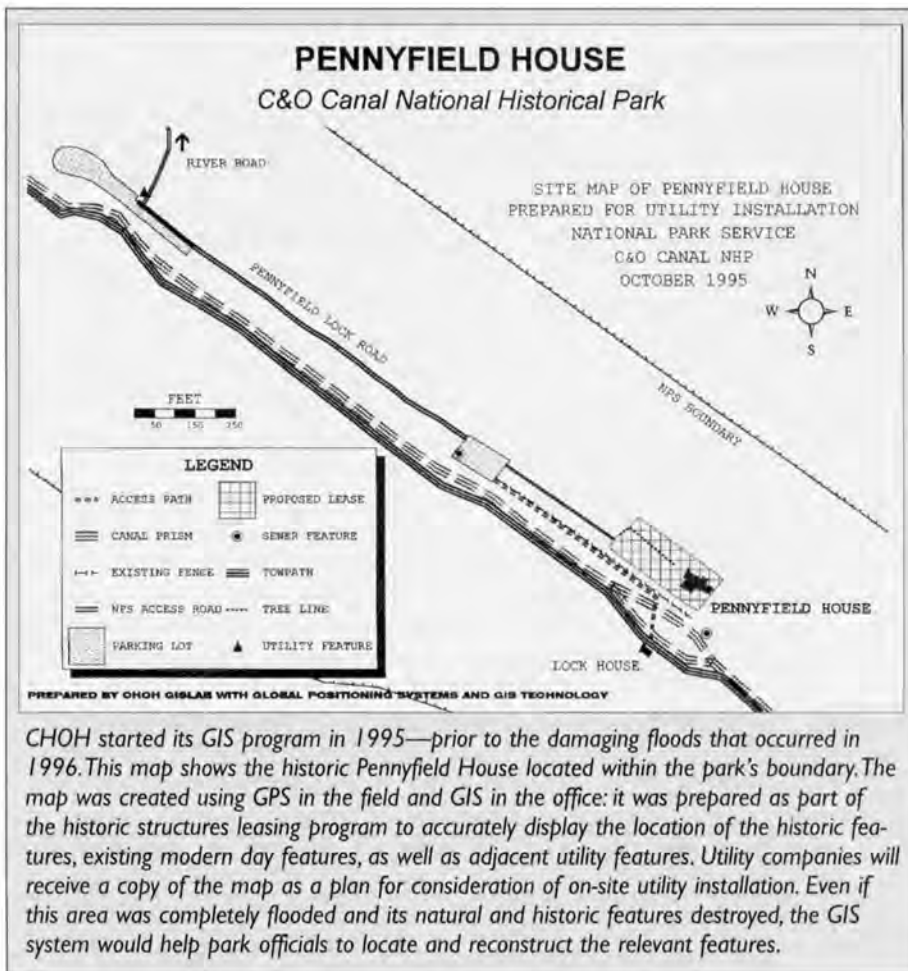 PENNYFIELD HOUSE
C&O Canal National Historical Park
RIVER ROAD
SITE MAP OF PENNYFIELD HOUSE
PREPARED FOR UTILITY INSTALLATION
NATIONAL PARK SERVICE
C&O CANAL NHP
OCTOBER 1995
N
W E
S
PENNYFIELD LOCK ROAD
NPS BOUNDARY
FEET
50 150 250
LEGEND
ACCESS PATH PROPOSED LEASE
CANAL PRISM SEWER FEATURE
EXISTING FENCE TOWPATH
NPS ACCESS ROAD TREE LINE
PARKING LOT UTILITY FEATURE
PENNYFIELD HOUSE
LOCK HOUSE
PREPARED BY CHOH GISLAB WITH GLOBAL POSITIONING SYSTEMS AND GIS TECHNOLOGY
CHOH started its GIS program in 1995—prior to the damaging floods that occurred in
1996. This map shows the historic Pennyfield House located within the park's boundary. The
map was created using GPS in the field and GIS in the office: it was prepared as part of
the historic structures leasing program to accurately display the location of the historic fea-
tures, existing modern day features, as well as adjacent utility features. Utility companies will
receive a copy of the map as a plan for consideration of on-site utility installation. Even if
this area was completely flooded and its natural and historic features destroyed, the GIS
system would help park officials to locate and reconstruct the relevant features.